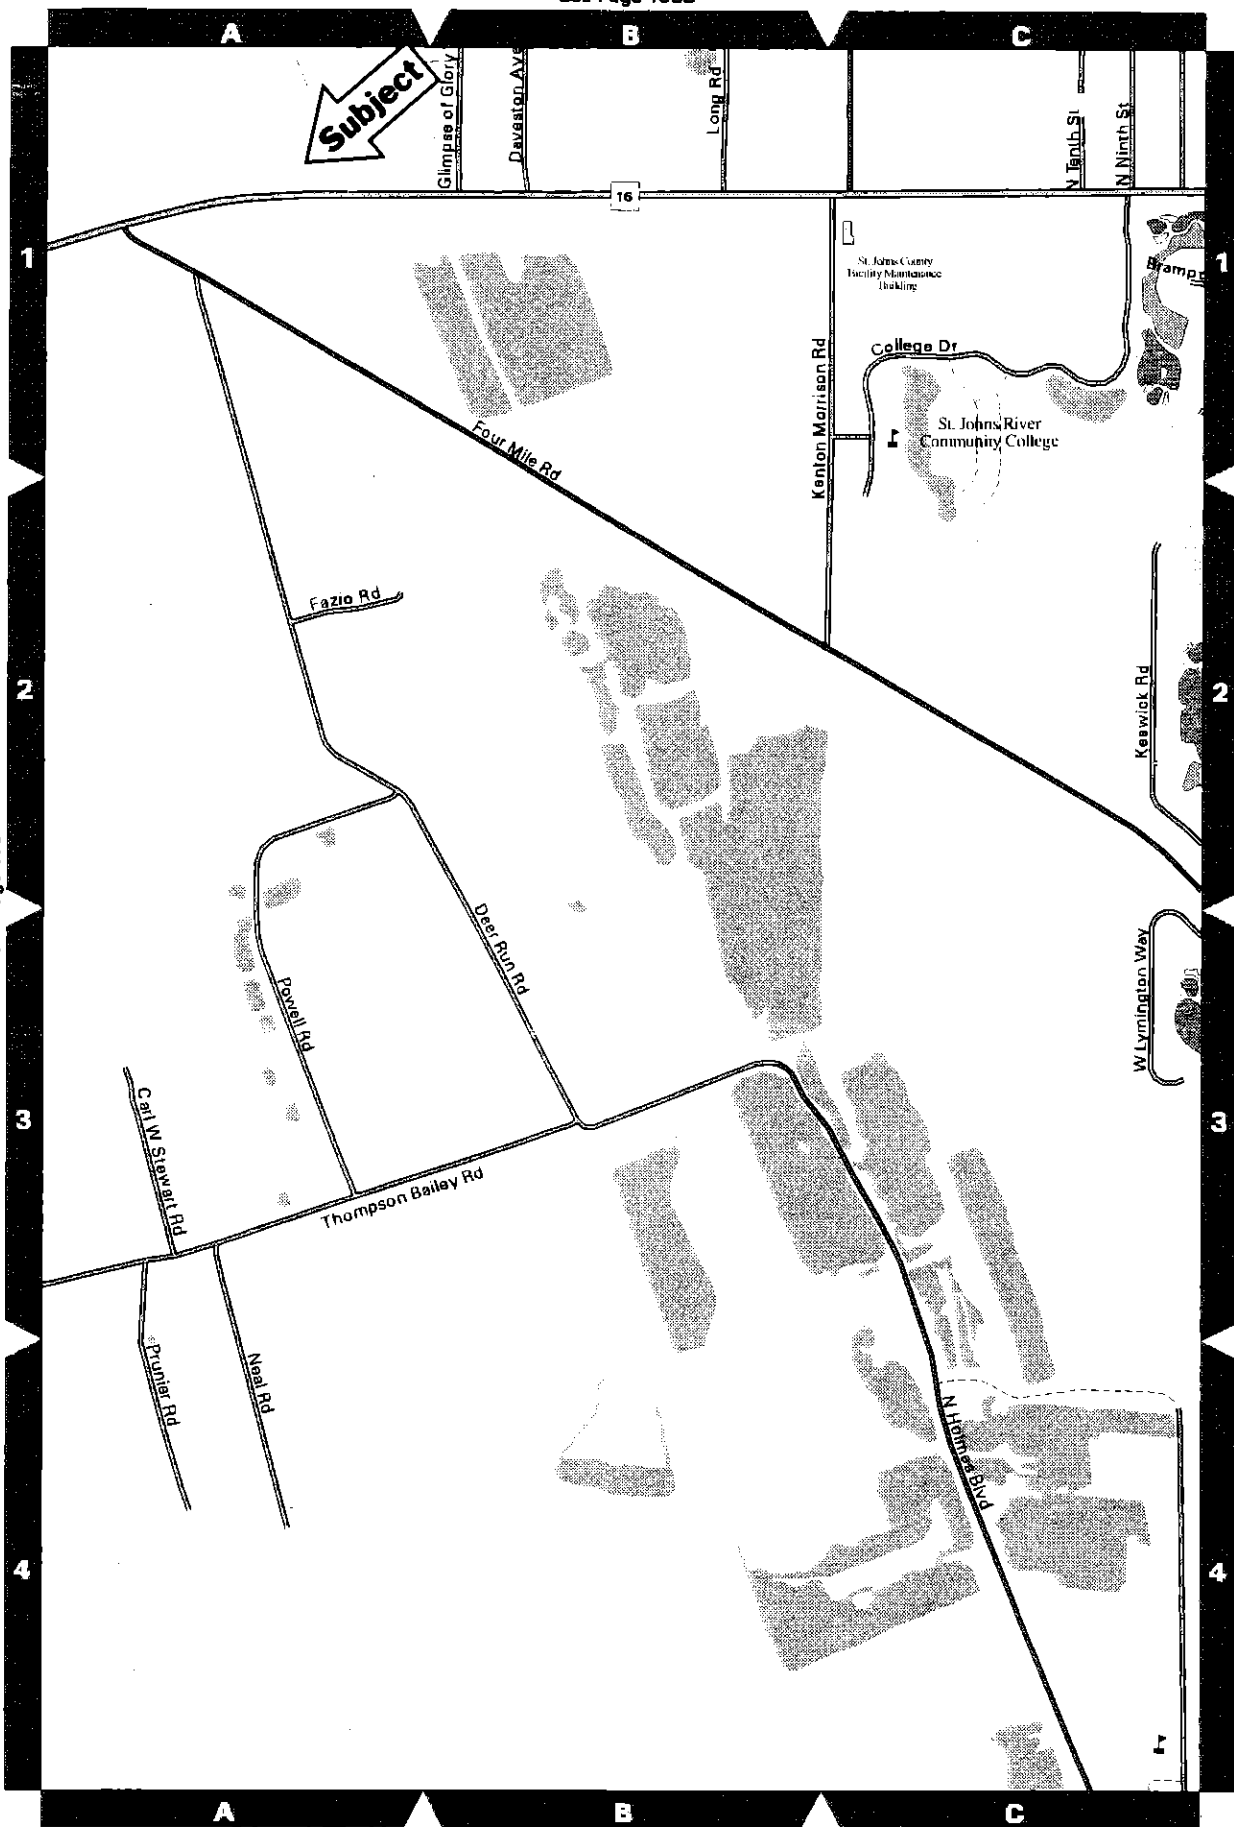 A
B
C
Subject
Glimpse of Glory
Daveston Ave
Long Rd
N Tenth St
N Ninth St
16
1
1
St. Johns County
Facility Maintenance
Building
Bramp
College Dr
Kenton Morrison Rd
St. Johns River
Community College
Four Mile Rd
Fazio Rd
2
2
Keswick Rd
Deer Run Rd
Powell Rd
W Lymington Way
3
3
Carl W Stewart Rd
Thompson Bailey Rd
Prunier Rd
Neal Rd
N Holmes Blvd
4
4
A
B
C